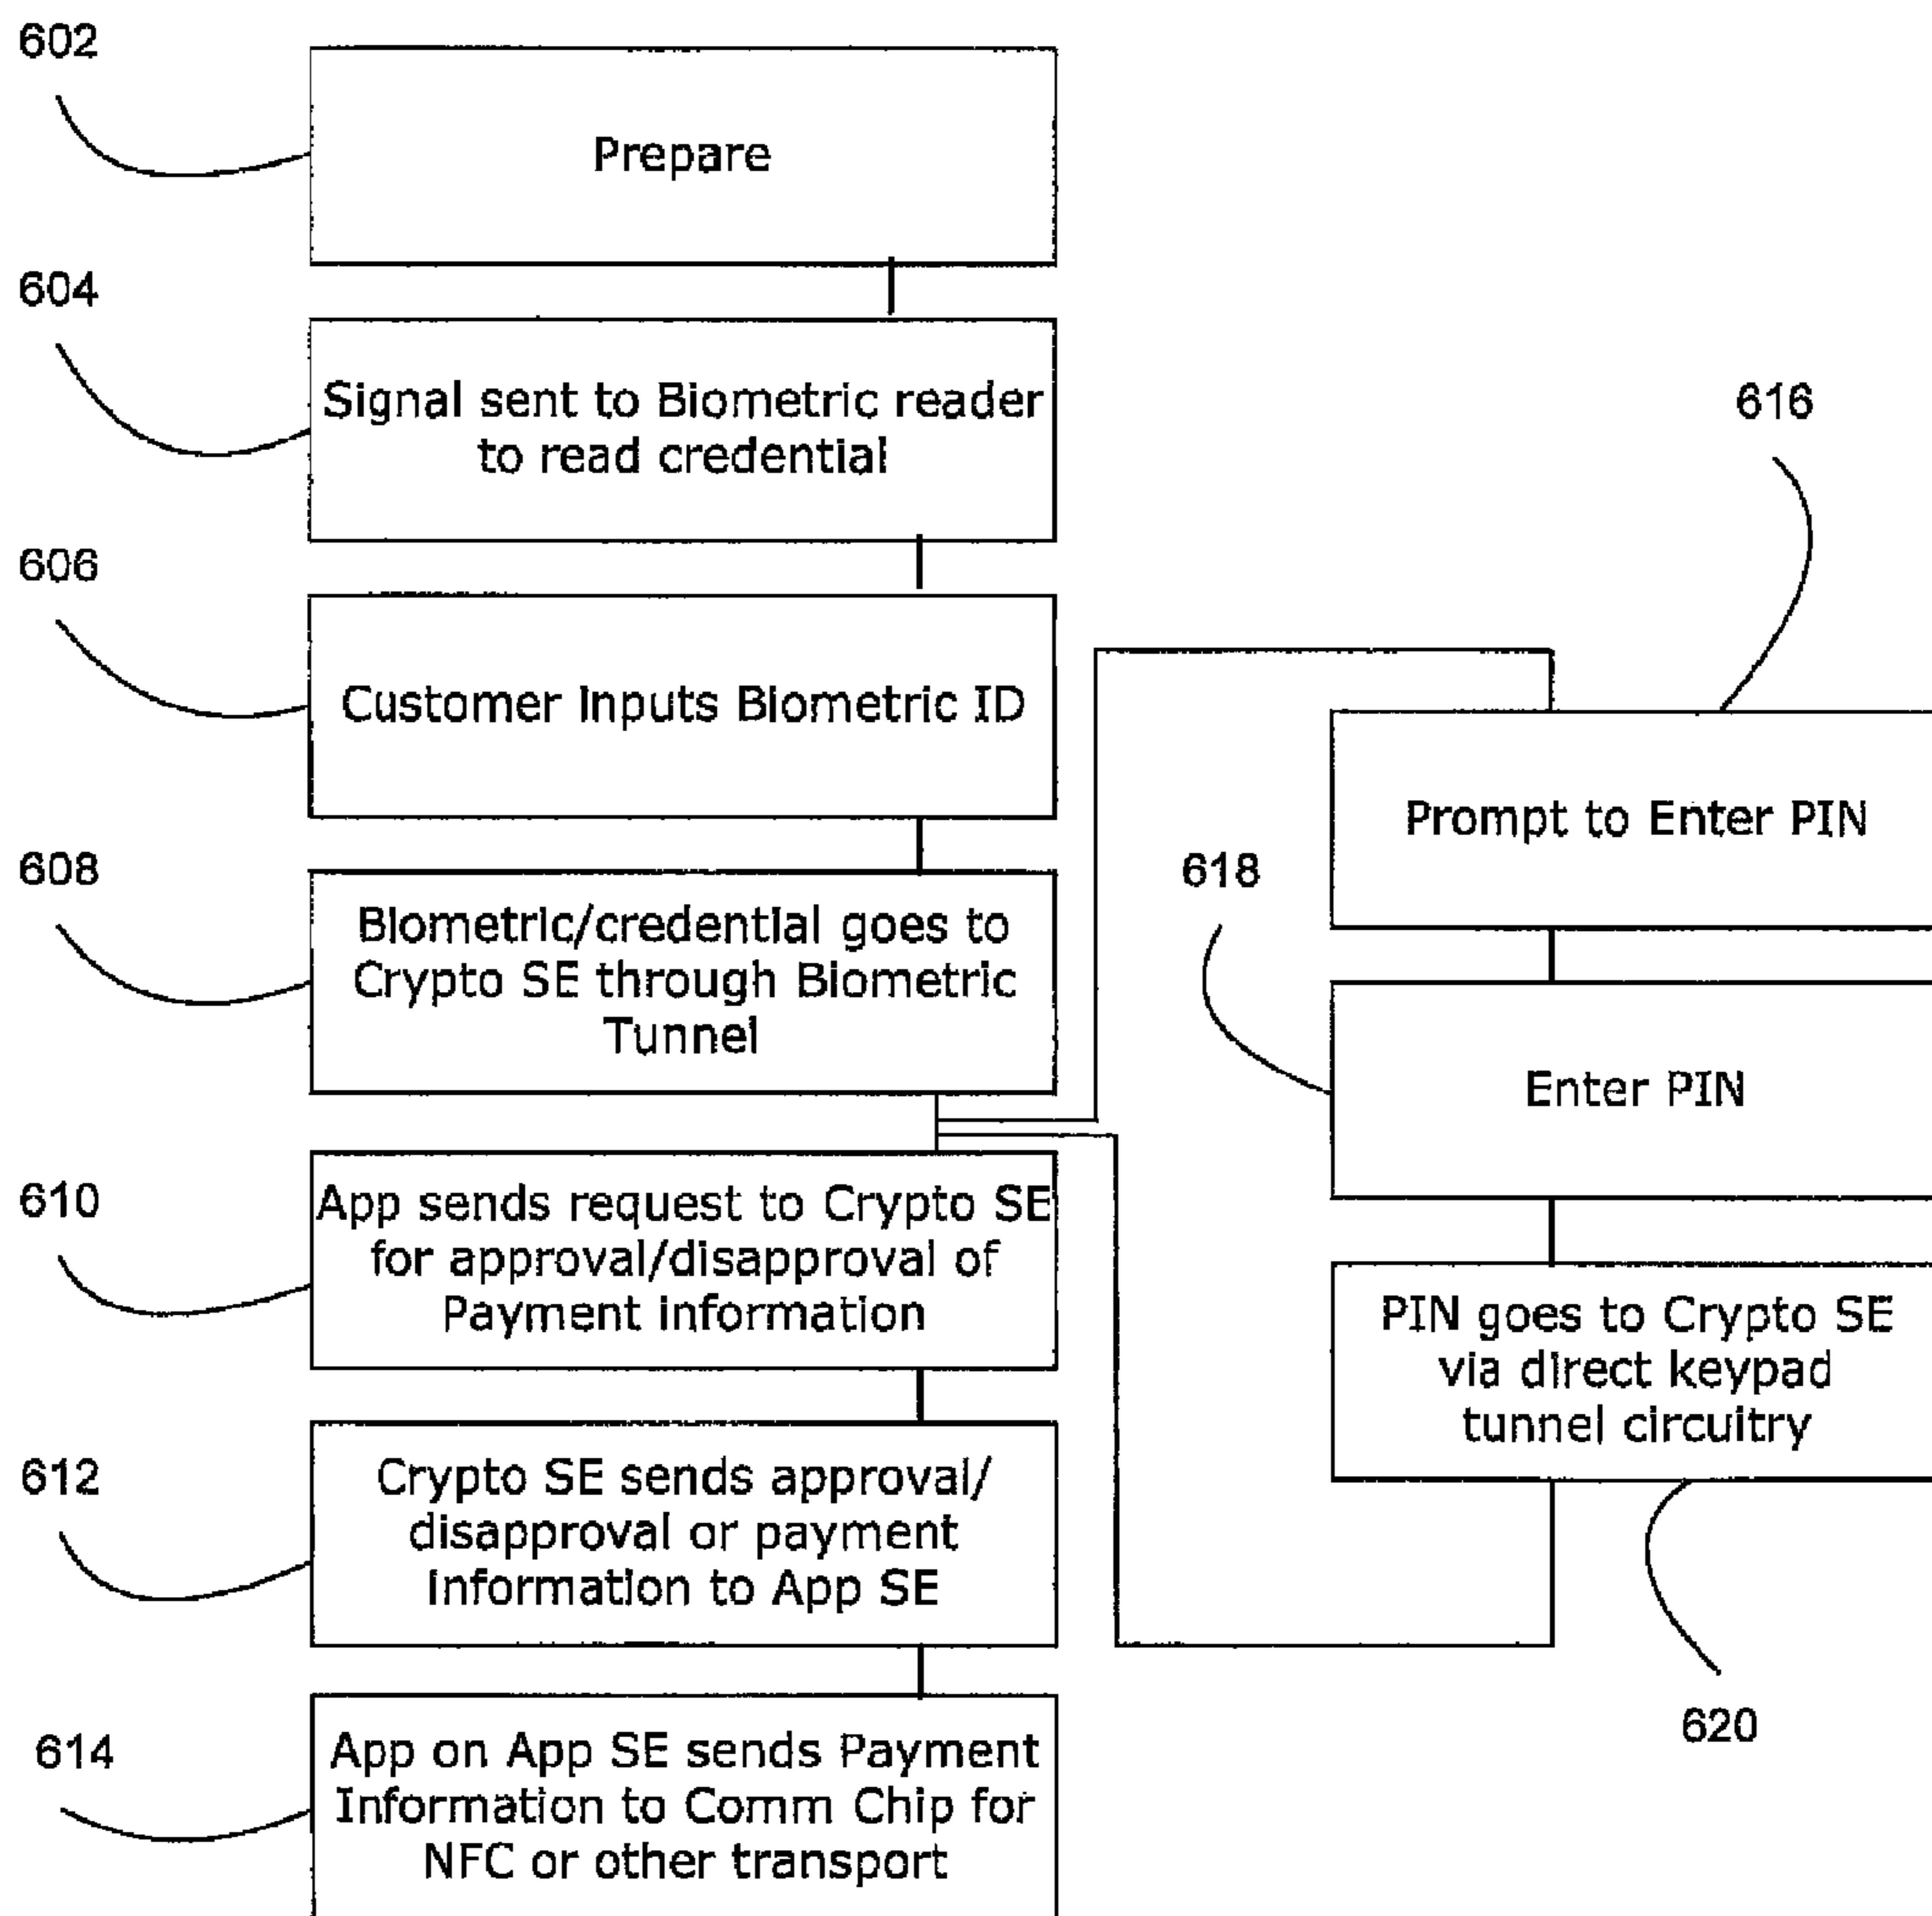 602
Prepare
604
Signal sent to Biometric reader
to read credential
606
Customer Inputs Biometric ID
608
Biometric/credential goes to
Crypto SE through Biometric
Tunnel
610
App sends request to Crypto SE
for approval/disapproval of
Payment information
612
Crypto SE sends approval/
disapproval or payment
Information to App SE
614
App on App SE sends Payment
Information to Comm Chip for
NFC or other transport
616
Prompt to Enter PIN
618
Enter PIN
PIN goes to Crypto SE
via direct keypad
tunnel circuitry
620